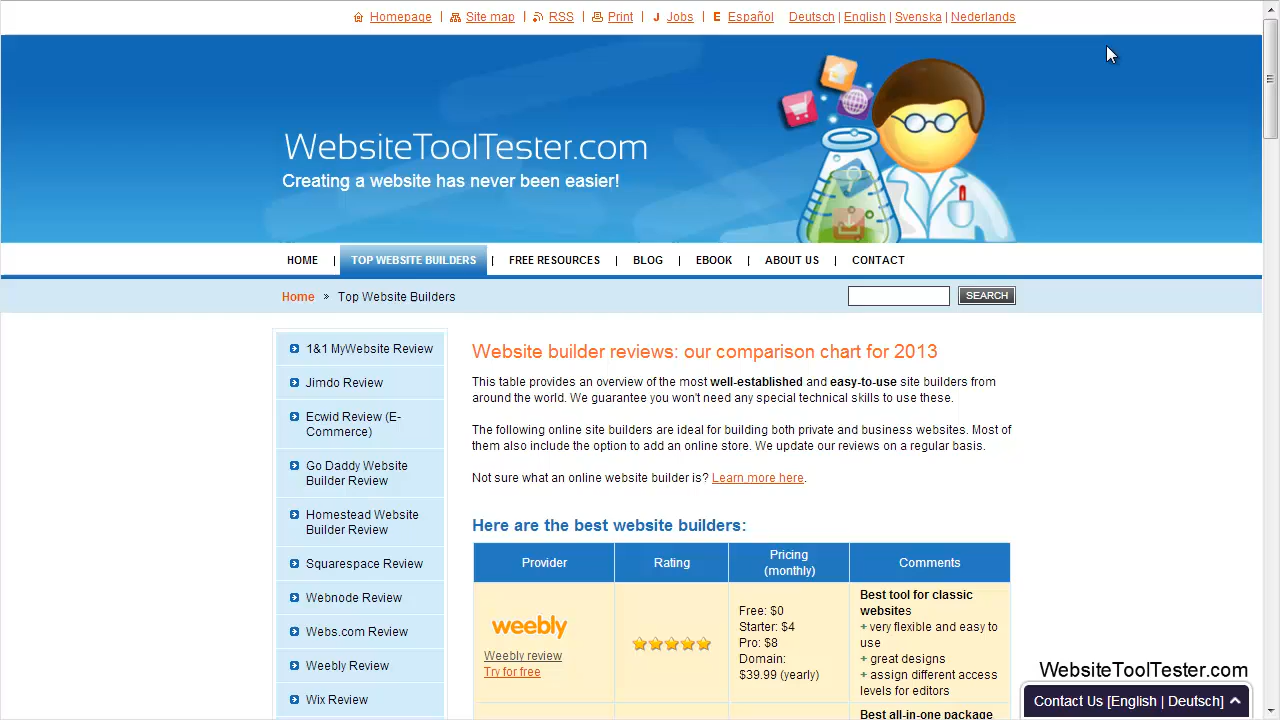 Homepage | Site map | RSS | Print | J Jobs | E Español Deutsch | English | Svenska | Nederlands
WebsiteToolTester.com
Creating a website has never been easier!
HOME | TOP WEBSITE BUILDERS | FREE RESOURCES | BLOG | EBOOK | ABOUT US | CONTACT
Home » Top Website Builders
SEARCH
1&1 MyWebsite Review
Jimdo Review
Ecwid Review (E-
Commerce)
Go Daddy Website
Builder Review
Homestead Website
Builder Review
Squarespace Review
Webnode Review
Webs.com Review
Weebly Review
Wix Review
Website builder reviews: our comparison chart for 2013
This table provides an overview of the most well-established and easy-to-use site builders from
around the world. We guarantee you won't need any special technical skills to use these.
The following online site builders are ideal for building both private and business websites. Most of
them also include the option to add an online store. We update our reviews on a regular basis.
Not sure what an online website builder is? Learn more here.
Here are the best website builders:
Provider
Rating
Pricing
(monthly)
Comments
weebly
Weebly review
Try for free
Free: $0
Starter: $4
Pro: $8
Domain:
$39.99 (yearly)
Best tool for classic
websites
+ very flexible and easy to
use
+ great designs
+ assign different access
levels for editors
Best all-in-one package
WebsiteToolTester.com
Contact Us [English | Deutsch]